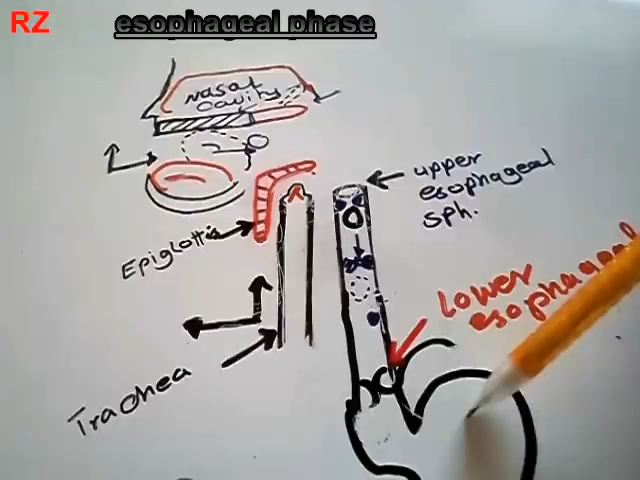 RZ
esophageal phase
Nasal
Cavity
upper
esophageal
sph.
Epiglottis
Lower
esophageal
Trachea